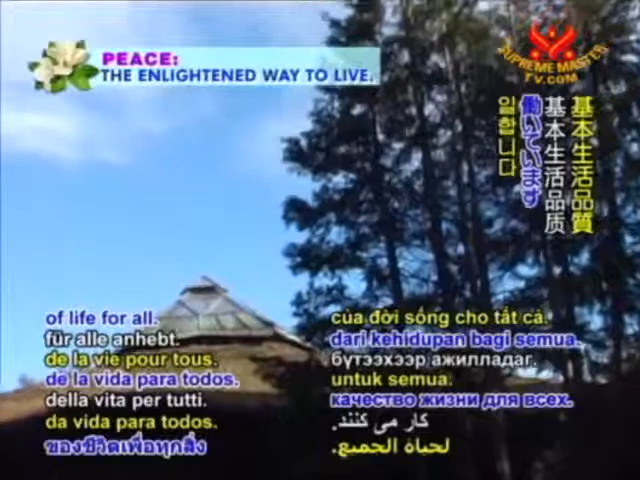 PEACE:
THE ENLIGHTENED WAY TO LIVE.
SUPREME MASTER
TV.COM
基本生活品質
基本生活品质
働いています
일합니다
of life for all.
für alle anhebt.
de la vie pour tous.
de la vida para todos.
della vita per tutti.
da vida para todos.
ของชีวิตเพื่อทุกสิ่ง
của đời sống cho tất cả.
dari kehidupan bagi semua.
бүтээхээр ажилладаг.
untuk semua.
качество жизни для всех.
کار می کنند.
لحياة الجميع.